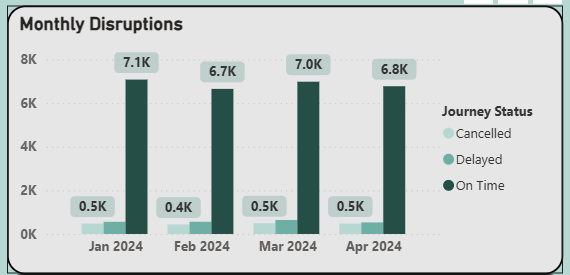 Monthly Disruptions
8K
6K
4K
2K
0K
7.1K
6.7K
7.0K
6.8K
0.5K
0.4K
0.5K
0.5K
Jan 2024
Feb 2024
Mar 2024
Apr 2024
Journey Status
Cancelled
Delayed
On Time